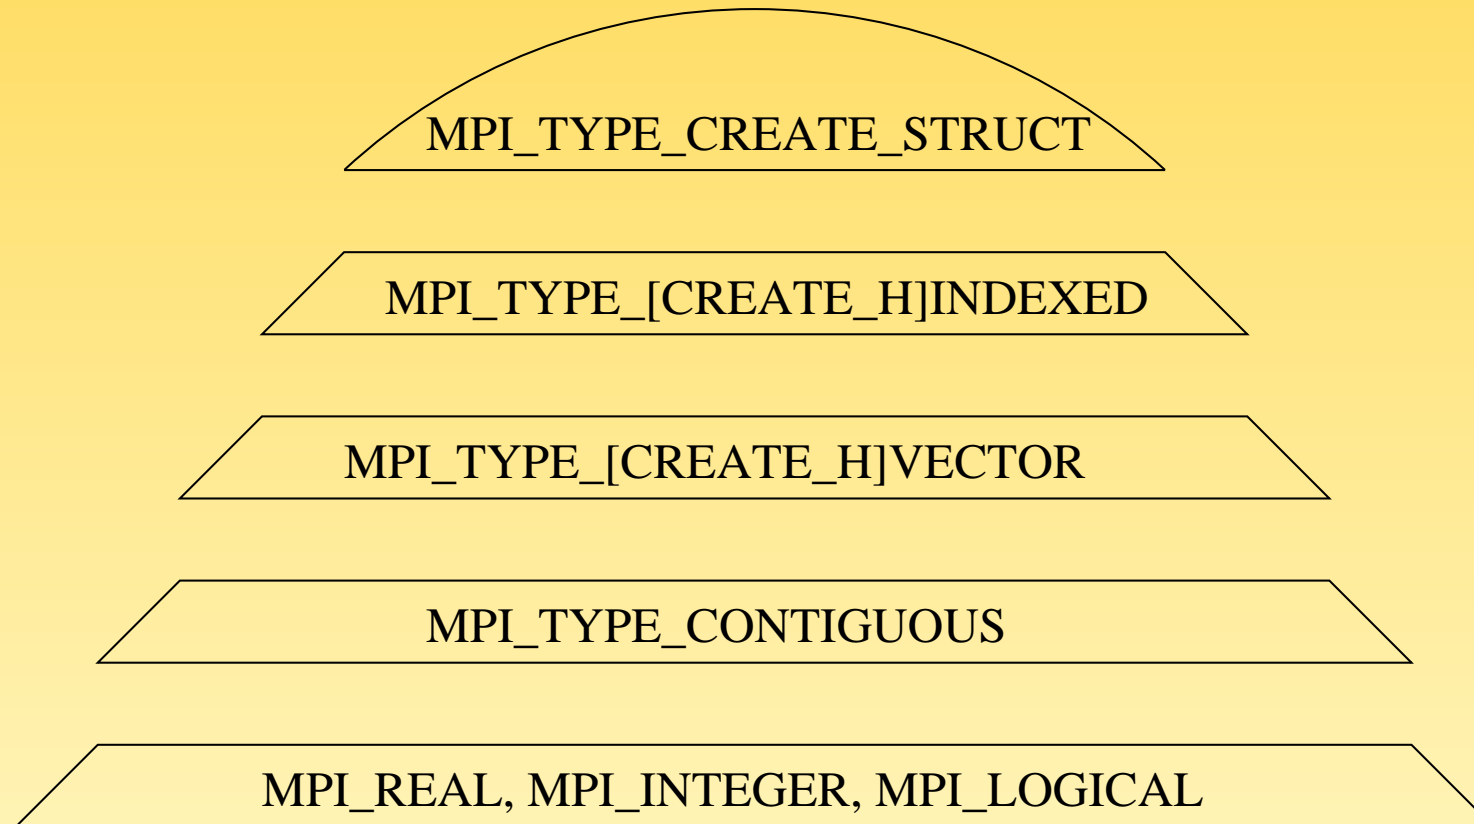 MPI_TYPE_CREATE_STRUCT
MPI_TYPE_[CREATE_H]INDEXED
MPI_TYPE_[CREATE_H]VECTOR
MPI_TYPE_CONTIGUOUS
MPI_REAL, MPI_INTEGER, MPI_LOGICAL